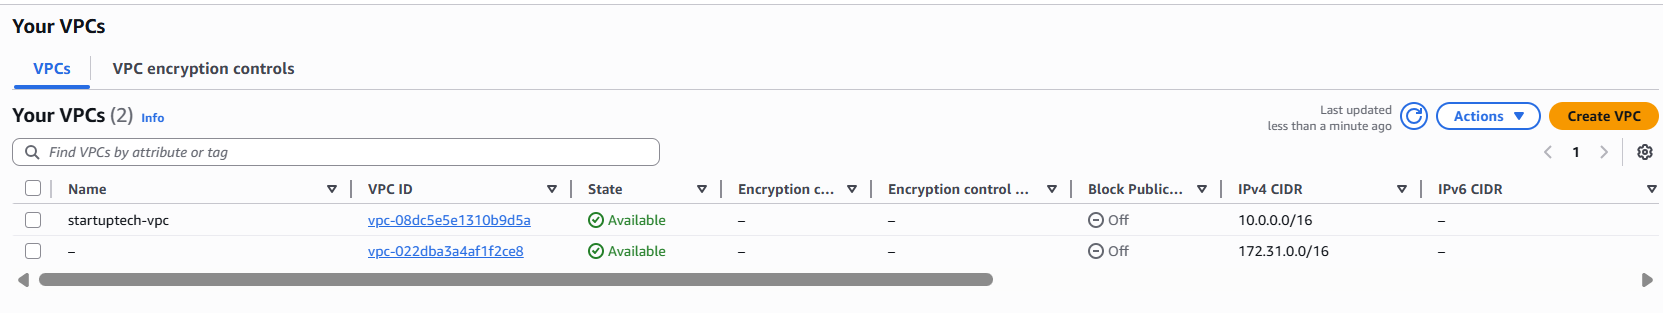 Your VPCs
VPCs VPC encryption controls
Your VPCs (2) Info
Last updated
less than a minute ago
Actions
Create VPC
Find VPCs by attribute or tag
1
Name VPC ID State Encryption c... Encryption control ... Block Public... IPv4 CIDR IPv6 CIDR
startuptech-vpc vpc-08dc5e5e1310b9d5a Available – – Off 10.0.0.0/16 –
– vpc-022dba3a4af1f2ce8 Available – – Off 172.31.0.0/16 –